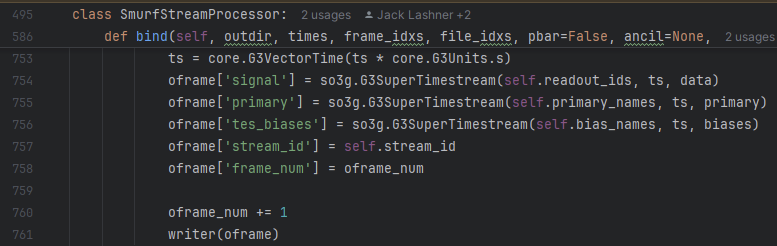 495 class SmurfStreamProcessor: 2 usages Jack Lashner +2
586 def bind(self, outdir, times, frame_idxs, file_idxs, pbar=False, ancil=None, 2 usages
753 ts = core.G3VectorTime(ts * core.G3Units.s)
754 oframe['signal'] = so3g.G3SuperTimestream(self.readout_ids, ts, data)
755 oframe['primary'] = so3g.G3SuperTimestream(self.primary_names, ts, primary)
756 oframe['tes_biases'] = so3g.G3SuperTimestream(self.bias_names, ts, biases)
757 oframe['stream_id'] = self.stream_id
758 oframe['frame_num'] = oframe_num
759
760 oframe_num += 1
761 writer(oframe)